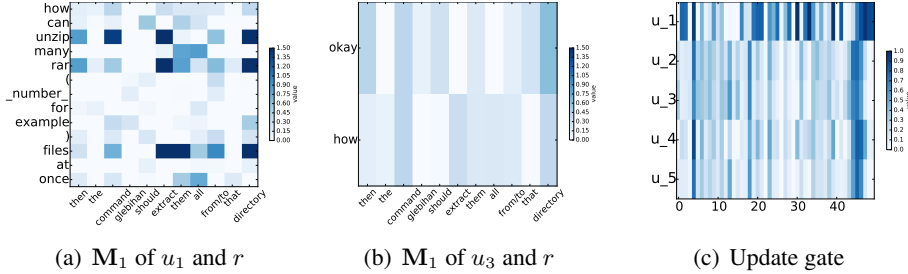 how
can
unzip
many
rar
(
_number_
for
example
)
files
at
once
then
the
command
glebihan
should
extract
them
all
from/to
that
directory
1.50
1.35
1.20
1.05
0.90
0.75
0.60
0.45
0.30
0.15
0.00
value
(a) M₁ of u₁ and r
okay
how
then
the
command
glebihan
should
extract
them
all
from/to
that
directory
1.50
1.35
1.20
1.05
0.90
0.75
0.60
0.45
0.30
0.15
0.00
value
(b) M₁ of u₃ and r
u_1
u_2
u_3
u_4
u_5
0 10 20 30 40
1.0
0.9
0.8
0.7
0.6
0.5
0.4
0.3
0.2
0.1
0.0
value
(c) Update gate